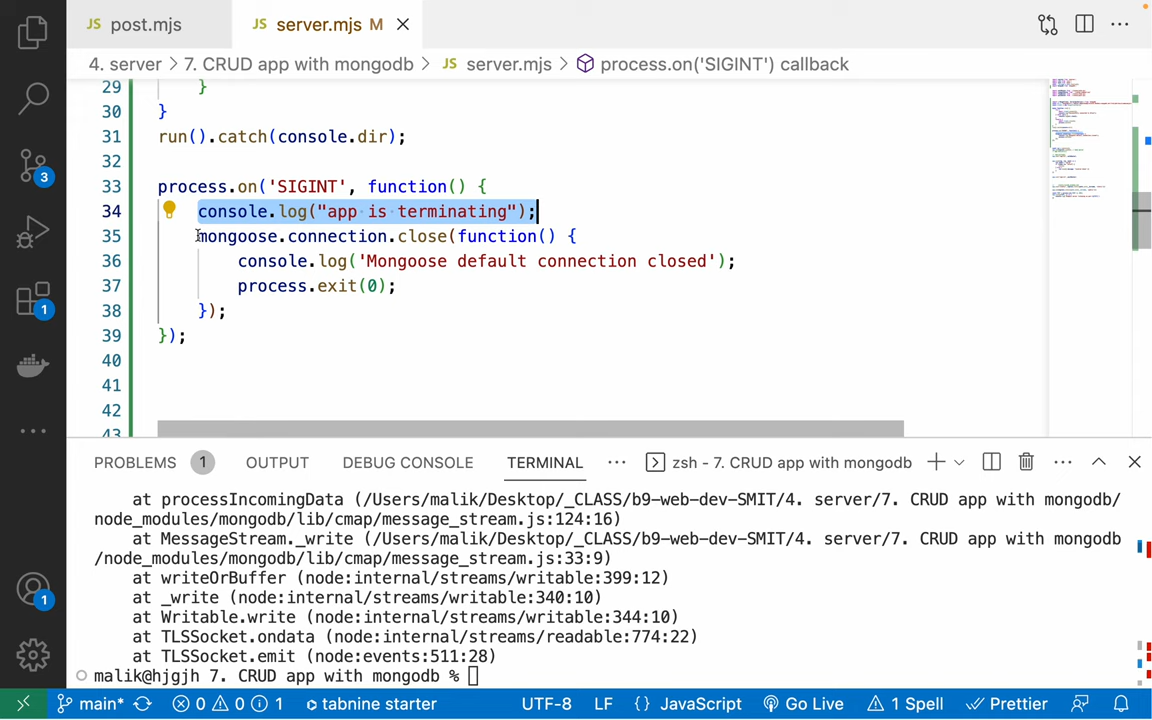 JS post.mjs
JS server.mjs M
4. server > 7. CRUD app with mongodb > JS server.mjs > process.on('SIGINT') callback
29 }
30 }
31 run().catch(console.dir);
32
33 process.on('SIGINT', function() {
34 console.log("app is terminating");
35 mongoose.connection.close(function() {
36 console.log('Mongoose default connection closed');
37 process.exit(0);
38 });
39 });
40
41
42
43
3
1
1
PROBLEMS 1 OUTPUT DEBUG CONSOLE TERMINAL ... zsh - 7. CRUD app with mongodb
at processIncomingData (/Users/malik/Desktop/_CLASS/b9-web-dev-SMIT/4. server/7. CRUD app with mongodb/
node_modules/mongodb/lib/cmap/message_stream.js:124:16)
at MessageStream._write (/Users/malik/Desktop/_CLASS/b9-web-dev-SMIT/4. server/7. CRUD app with mongodb
/node_modules/mongodb/lib/cmap/message_stream.js:33:9)
at writeOrBuffer (node:internal/streams/writable:399:12)
at _write (node:internal/streams/writable:340:10)
at Writable.write (node:internal/streams/writable:344:10)
at TLSSocket.ondata (node:internal/streams/readable:774:22)
at TLSSocket.emit (node:events:511:28)
malik@hjgjh 7. CRUD app with mongodb %
main* 0 0 1 tabnine starter UTF-8 LF {} JavaScript Go Live 1 Spell Prettier